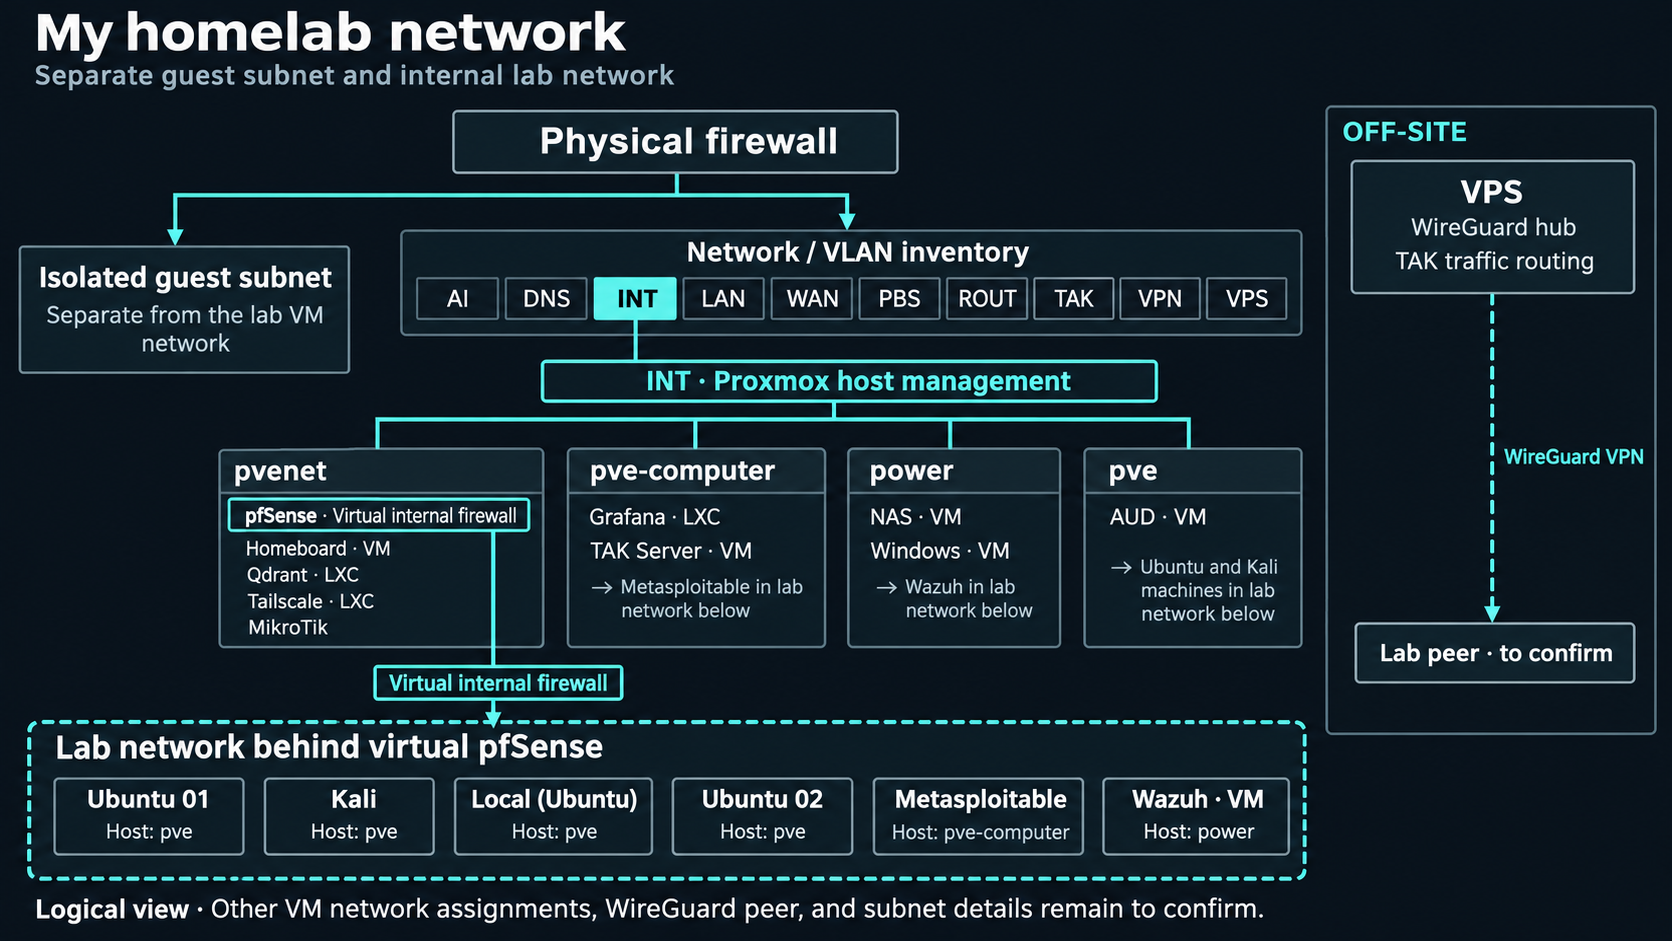 My homelab network
Separate guest subnet and internal lab network
Physical firewall
Isolated guest subnet
Separate from the lab VM
network
Network / VLAN inventory
AI
DNS
INT
LAN
WAN
PBS
ROUT
TAK
VPN
VPS
INT · Proxmox host management
pvenet
pfSense · Virtual internal firewall
Homeboard · VM
Qdrant · LXC
Tailscale · LXC
MikroTik
pve-computer
Grafana · LXC
TAK Server · VM
→ Metasploitable in lab
network below
power
NAS · VM
Windows · VM
→ Wazuh in lab
network below
pve
AUD · VM
→ Ubuntu and Kali
machines in lab
network below
Virtual internal firewall
Lab network behind virtual pfSense
Ubuntu 01
Host: pve
Kali
Host: pve
Local (Ubuntu)
Host: pve
Ubuntu 02
Host: pve
Metasploitable
Host: pve-computer
Wazuh · VM
Host: power
OFF-SITE
VPS
WireGuard hub
TAK traffic routing
WireGuard VPN
Lab peer · to confirm
Logical view · Other VM network assignments, WireGuard peer, and subnet details remain to confirm.